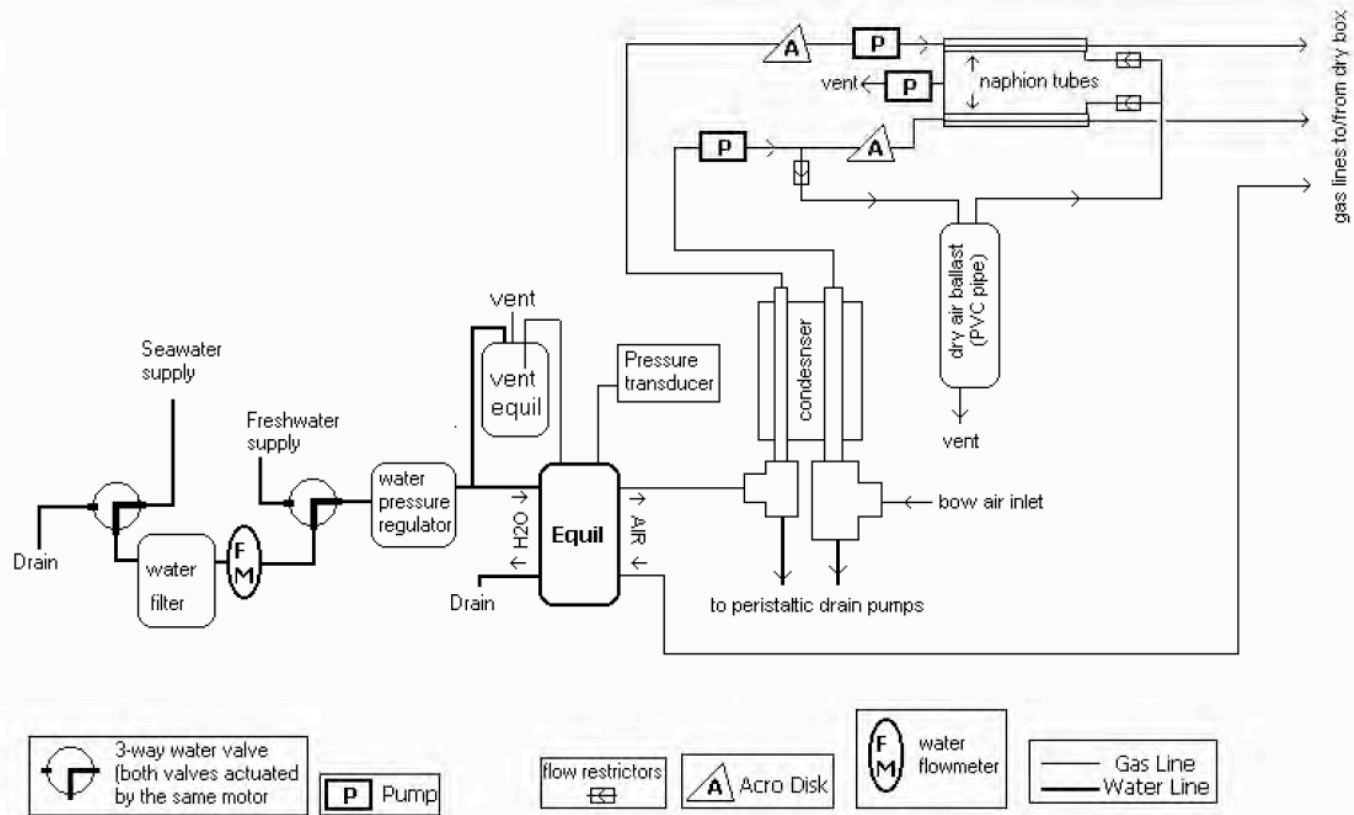 A
P
vent
P
naphion tubes
P
A
gas lines to/from dry box
dry air ballast
(PVC pipe)
vent
condesnser
vent
vent
equil
Pressure
transducer
Seawater
supply
Freshwater
supply
water
pressure
regulator
H2O
Equil
AIR
bow air inlet
Drain
water
filter
F
M
Drain
to peristaltic drain pumps
3-way water valve
(both valves actuated
by the same motor
P Pump
flow restrictors
A Acro Disk
F
M
water
flowmeter
Gas Line
Water Line